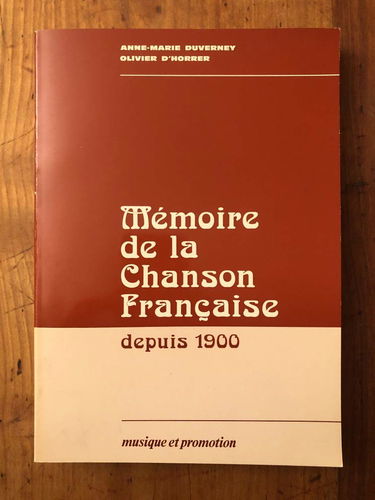 ANNE-MARIE DUVERNEY
OLIVIER D'HORRER
Mémoire
de la
Chanson
Française
depuis 1900
musique et promotion